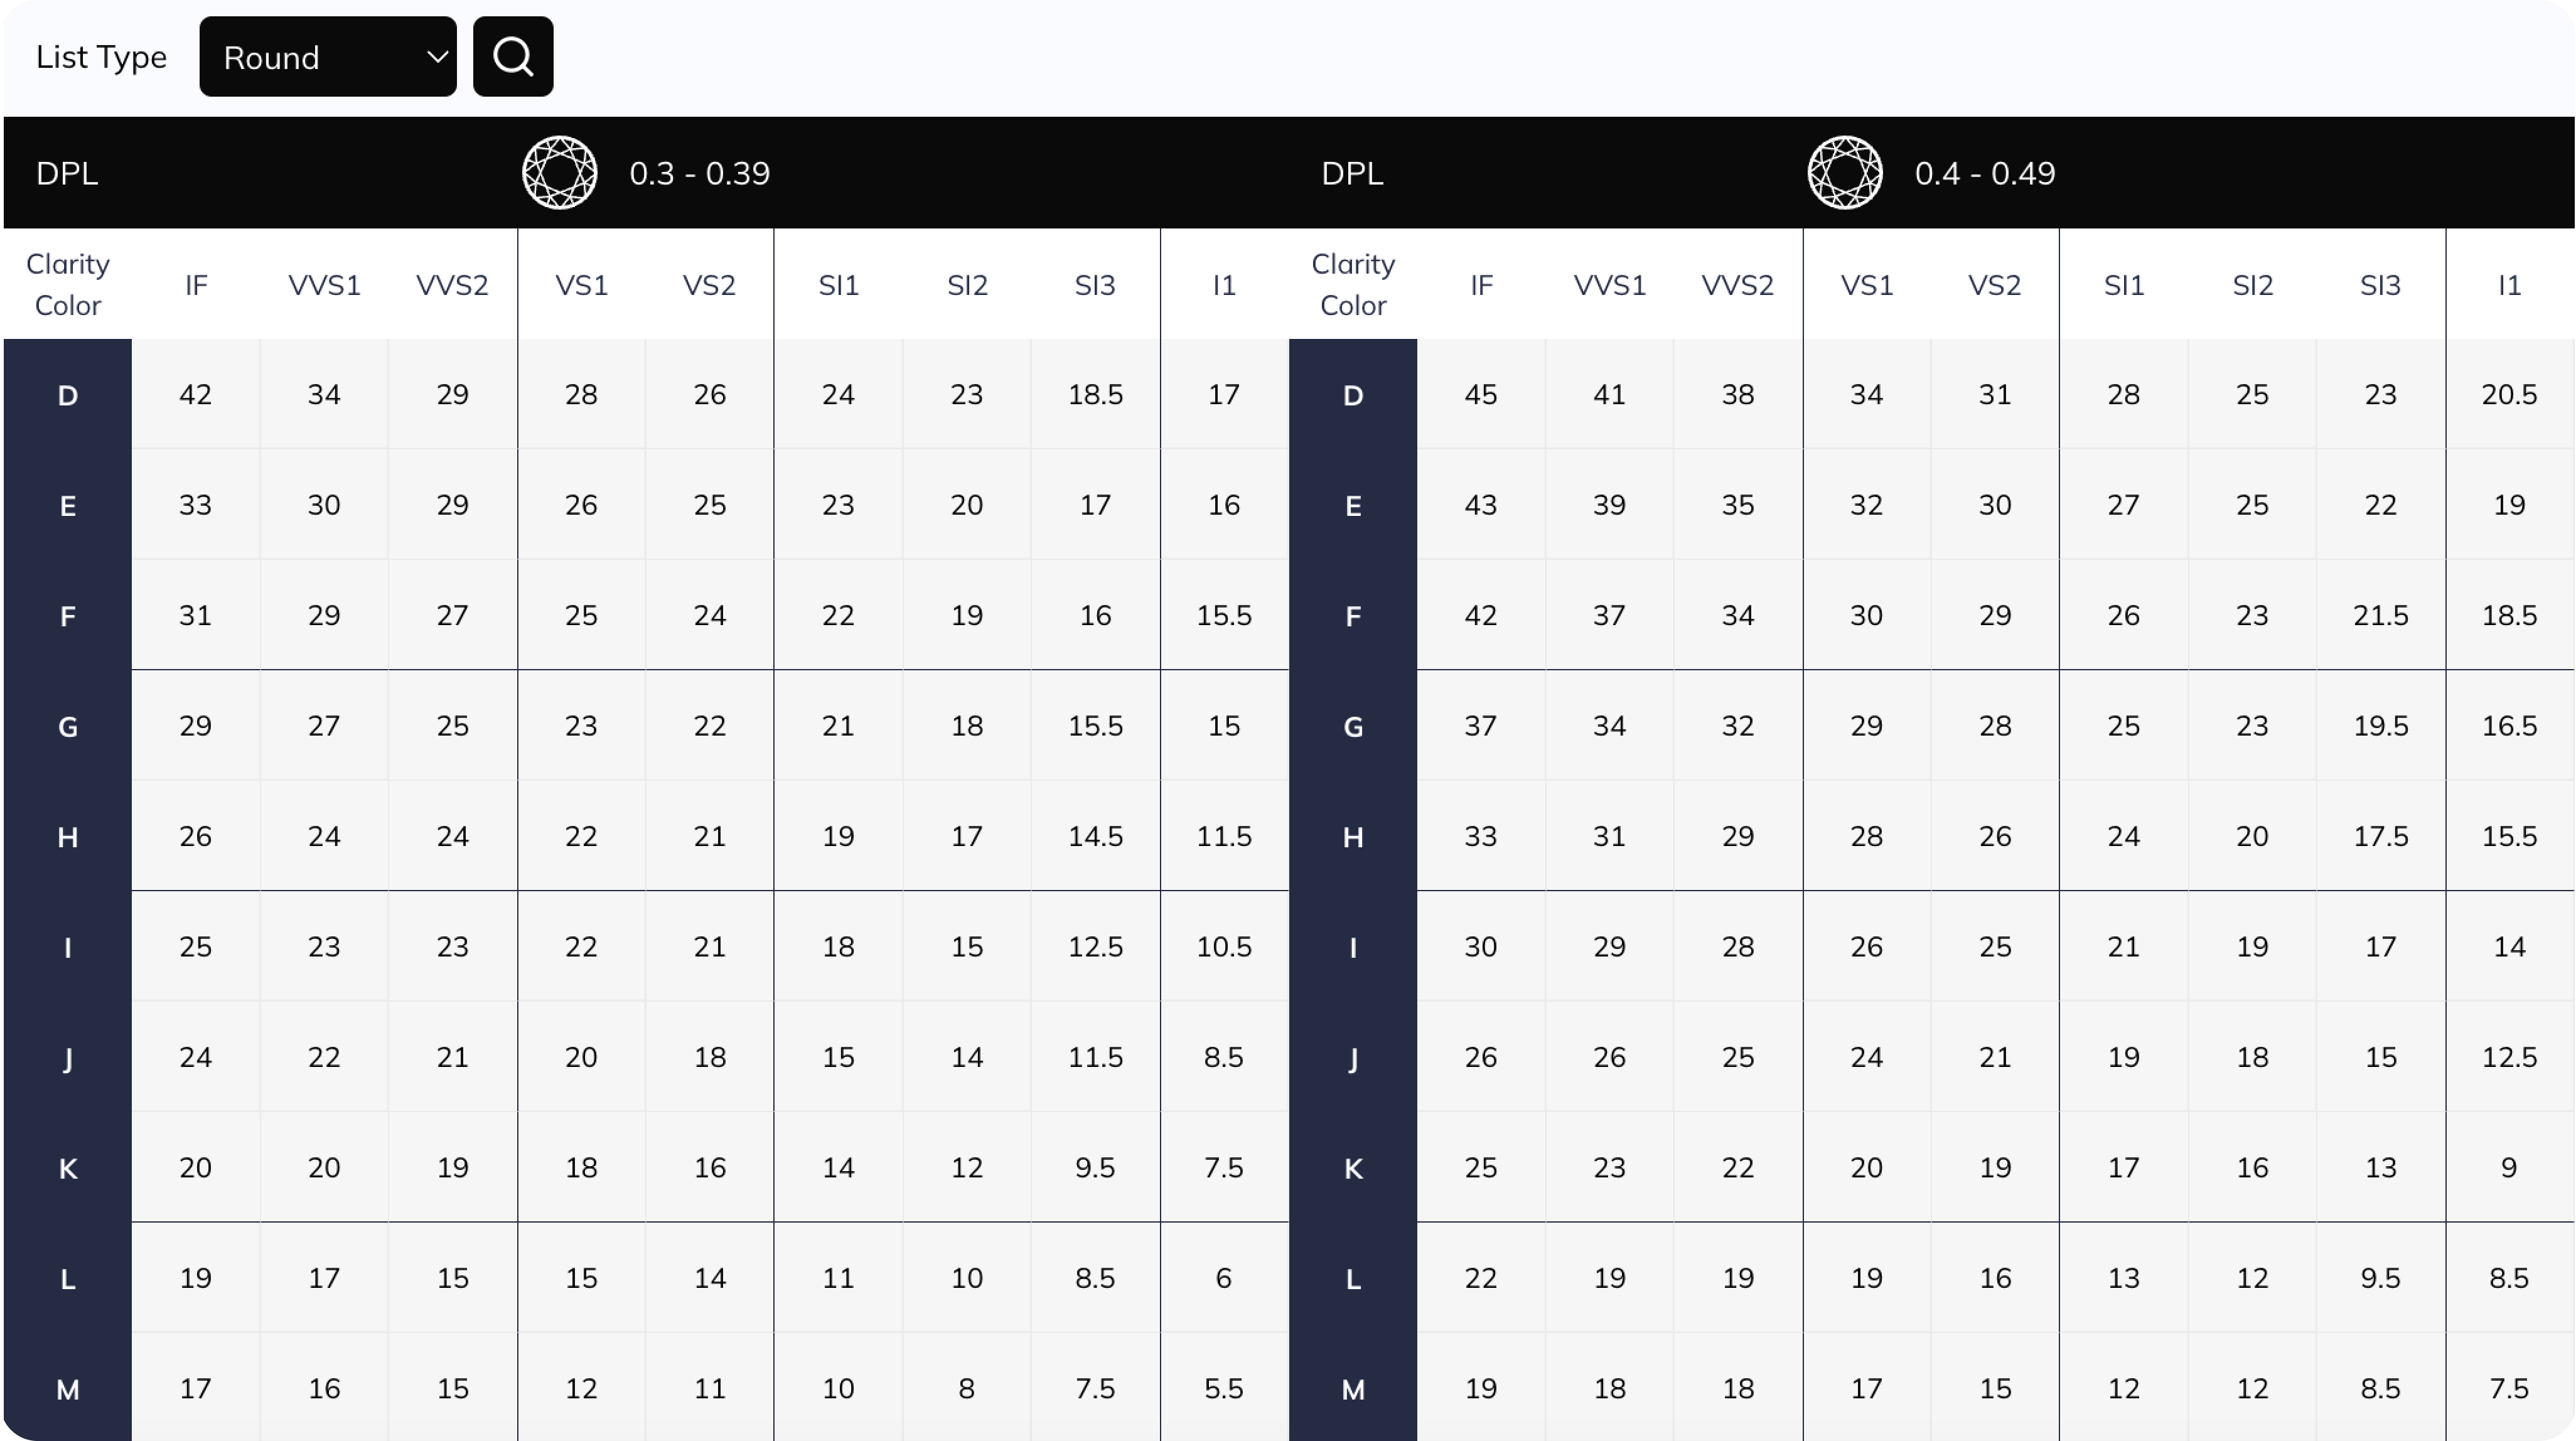 List Type Round
DPL 0.3 - 0.39 DPL 0.4 - 0.49
Clarity Color IF VVS1 VVS2 VS1 VS2 SI1 SI2 SI3 I1 Clarity Color IF VVS1 VVS2 VS1 VS2 SI1 SI2 SI3 I1
D 42 34 29 28 26 24 23 18.5 17 D 45 41 38 34 31 28 25 23 20.5
E 33 30 29 26 25 23 20 17 16 E 43 39 35 32 30 27 25 22 19
F 31 29 27 25 24 22 19 16 15.5 F 42 37 34 30 29 26 23 21.5 18.5
G 29 27 25 23 22 21 18 15.5 15 G 37 34 32 29 28 25 23 19.5 16.5
H 26 24 24 22 21 19 17 14.5 11.5 H 33 31 29 28 26 24 20 17.5 15.5
I 25 23 23 22 21 18 15 12.5 10.5 I 30 29 28 26 25 21 19 17 14
J 24 22 21 20 18 15 14 11.5 8.5 J 26 26 25 24 21 19 18 15 12.5
K 20 20 19 18 16 14 12 9.5 7.5 K 25 23 22 20 19 17 16 13 9
L 19 17 15 15 14 11 10 8.5 6 L 22 19 19 19 16 13 12 9.5 8.5
M 17 16 15 12 11 10 8 7.5 5.5 M 19 18 18 17 15 12 12 8.5 7.5